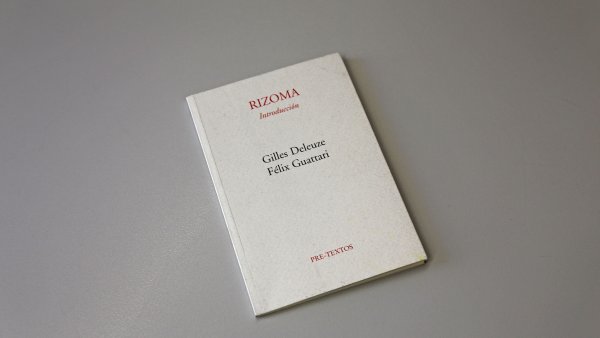 RIZOMA
Introducción
Gilles Deleuze
Félix Guattari
PRE-TEXTOS